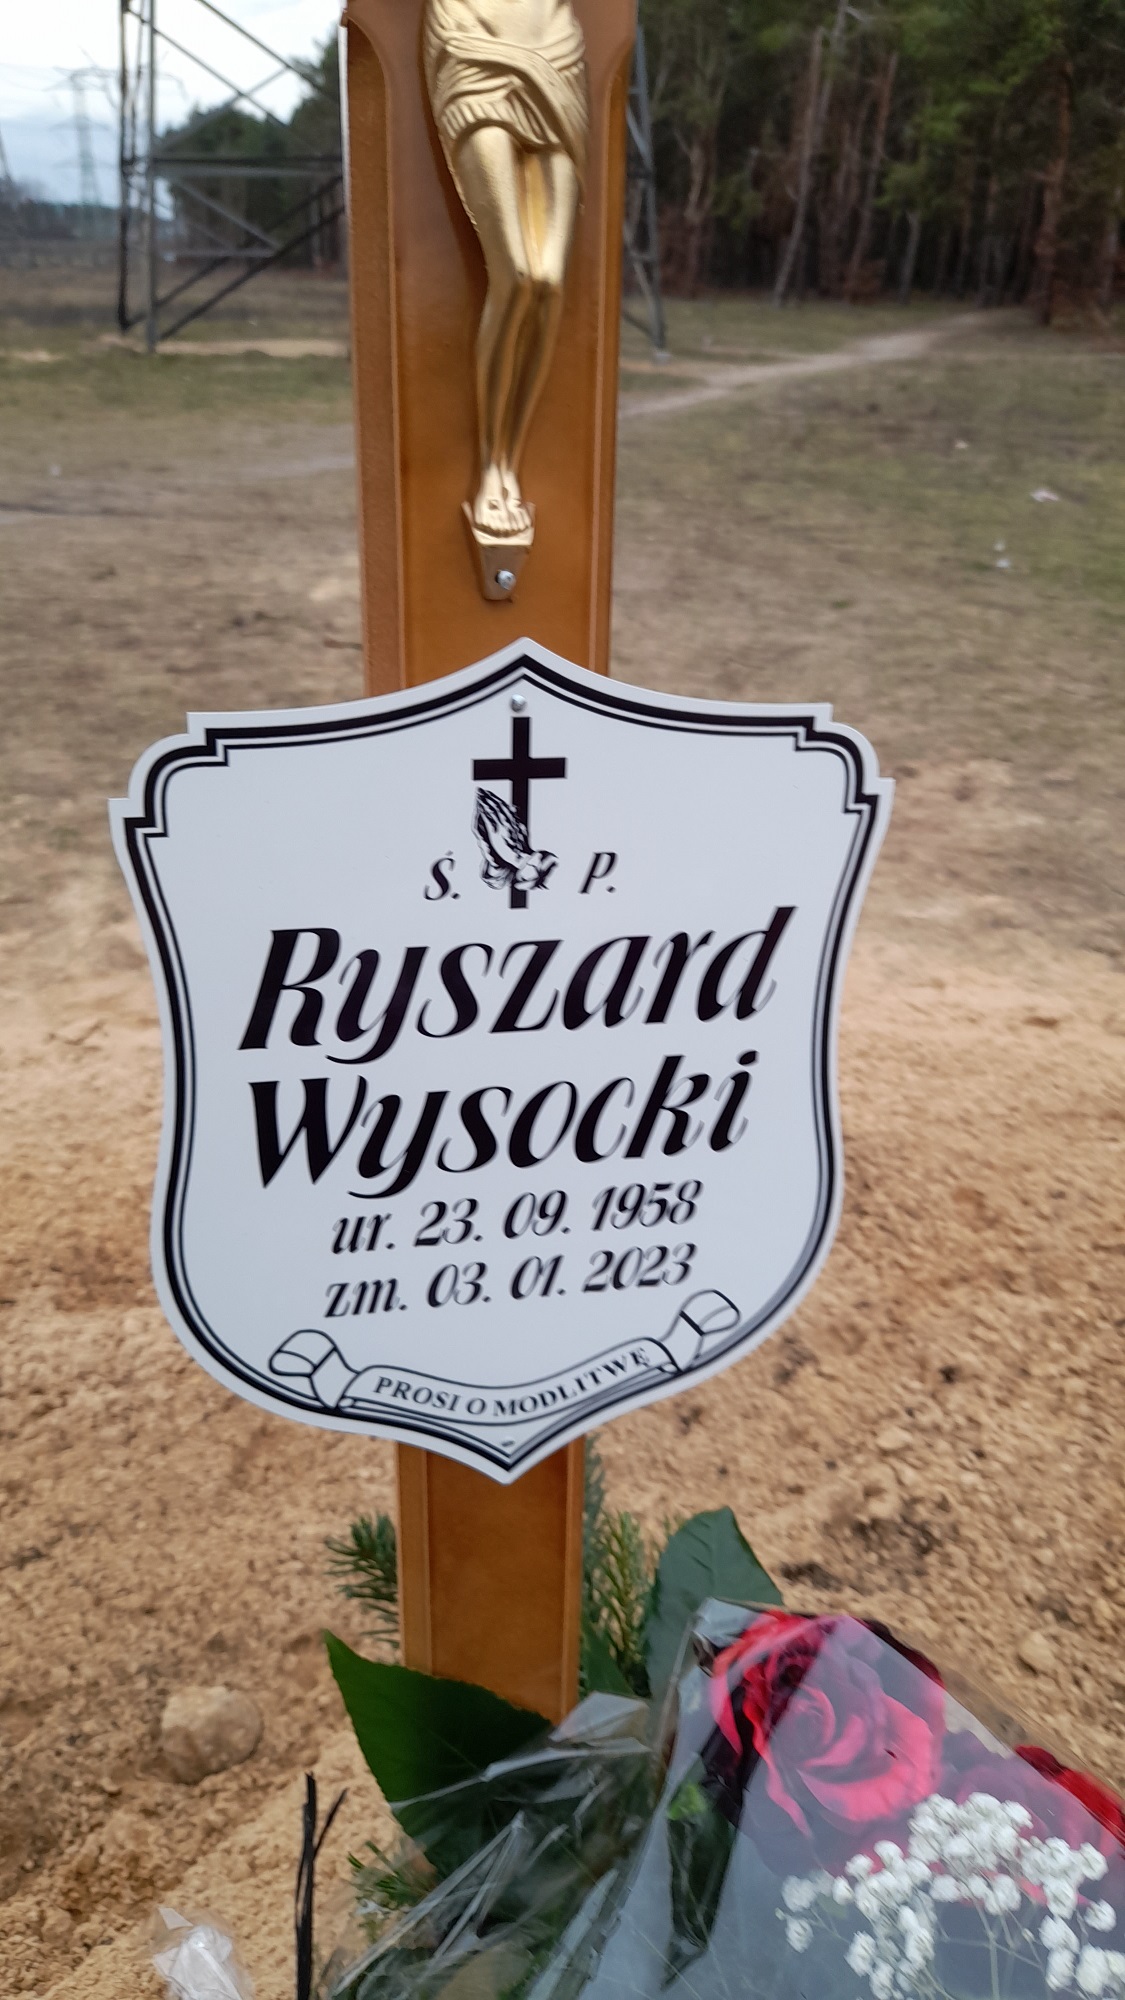 Ś. P.
Ryszard
Wysocki
ur. 23. 09. 1958
zm. 03. 01. 2023
PROSI O MODLITWĘ